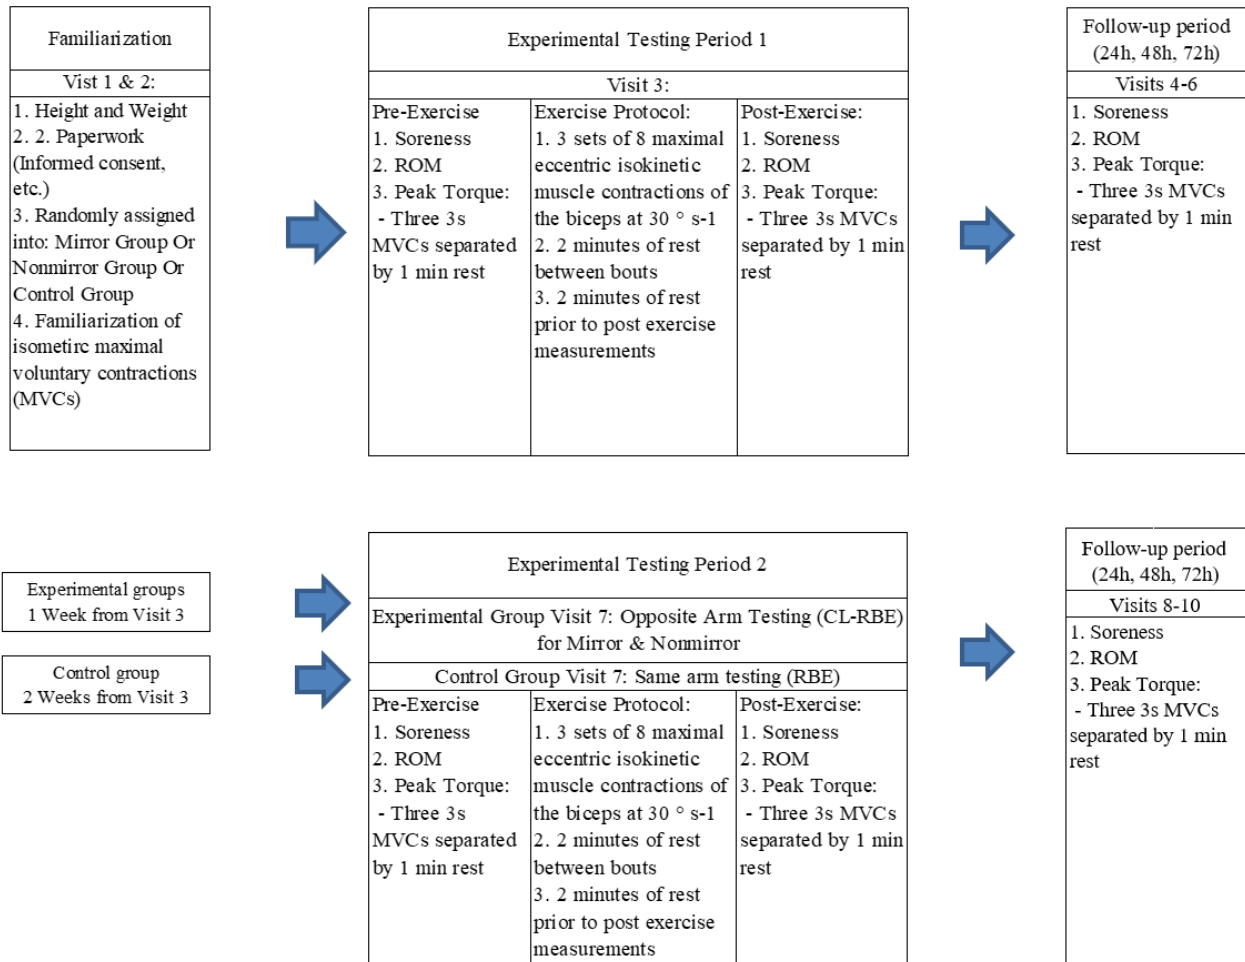 Familiarization
Vist 1 & 2:
1. Height and Weight
2. 2. Paperwork
(Informed consent,
etc.)
3. Randomly assigned
into: Mirror Group Or
Nonmirror Group Or
Control Group
4. Familiarization of
isometirc maximal
voluntary contractions
(MVCs)
Experimental Testing Period 1
Visit 3:
Pre-Exercise
1. Soreness
2. ROM
3. Peak Torque:
- Three 3s
MVCs separated
by 1 min rest
Exercise Protocol:
1. 3 sets of 8 maximal
eccentric isokinetic
muscle contractions of
the biceps at 30 ° s-1
2. 2 minutes of rest
between bouts
3. 2 minutes of rest
prior to post exercise
measurements
Post-Exercise:
1. Soreness
2. ROM
3. Peak Torque:
- Three 3s MVCs
separated by 1 min
rest
Follow-up period
(24h, 48h, 72h)
Visits 4-6
1. Soreness
2. ROM
3. Peak Torque:
- Three 3s MVCs
separated by 1 min
rest
Experimental groups
1 Week from Visit 3
Control group
2 Weeks from Visit 3
Experimental Testing Period 2
Experimental Group Visit 7: Opposite Arm Testing (CL-RBE)
for Mirror & Nonmirror
Control Group Visit 7: Same arm testing (RBE)
Pre-Exercise
1. Soreness
2. ROM
3. Peak Torque:
- Three 3s
MVCs separated
by 1 min rest
Exercise Protocol:
1. 3 sets of 8 maximal
eccentric isokinetic
muscle contractions of
the biceps at 30 ° s-1
2. 2 minutes of rest
between bouts
3. 2 minutes of rest
prior to post exercise
measurements
Post-Exercise:
1. Soreness
2. ROM
3. Peak Torque:
- Three 3s MVCs
separated by 1 min
rest
Follow-up period
(24h, 48h, 72h)
Visits 8-10
1. Soreness
2. ROM
3. Peak Torque:
- Three 3s MVCs
separated by 1 min
rest